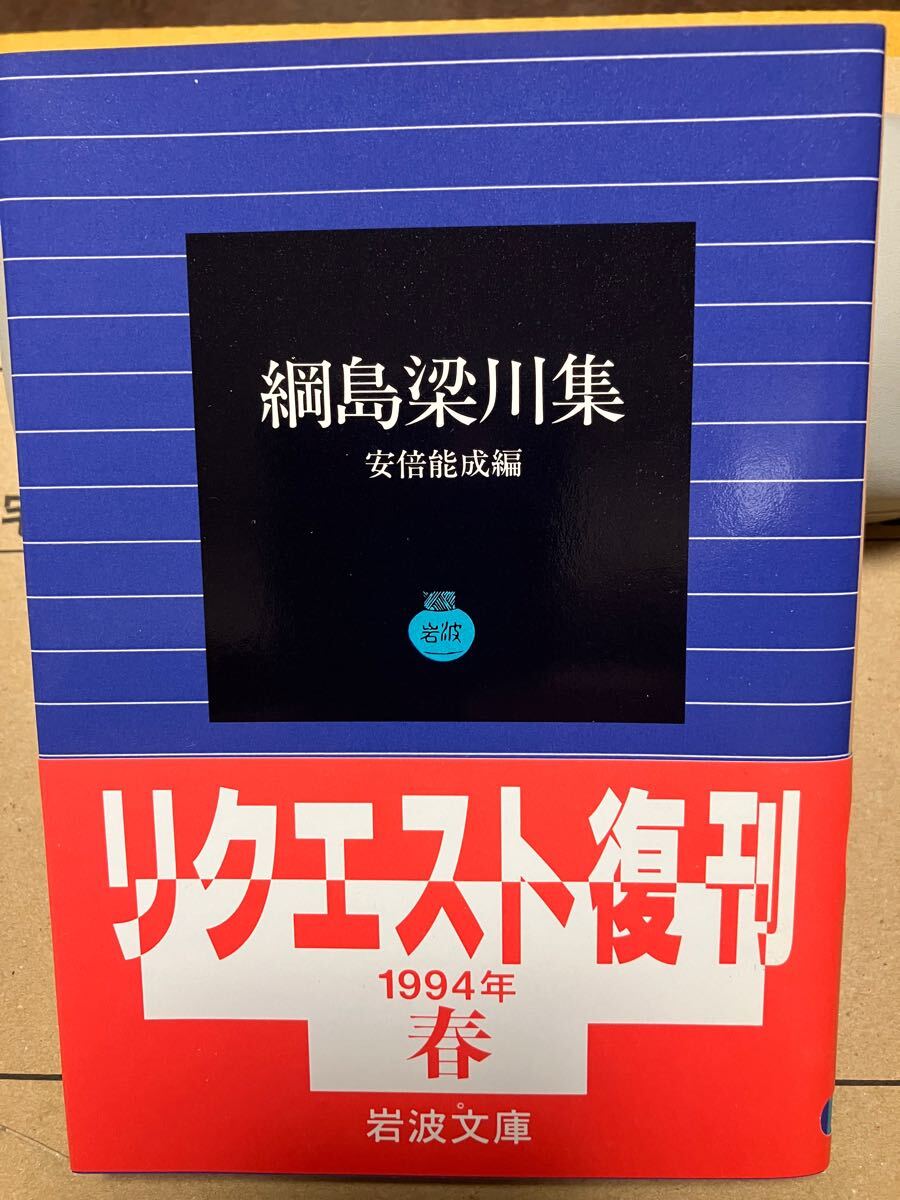 綱島梁川集
安倍能成編
岩波
リクエスト復刊
1994年
春
岩波文庫